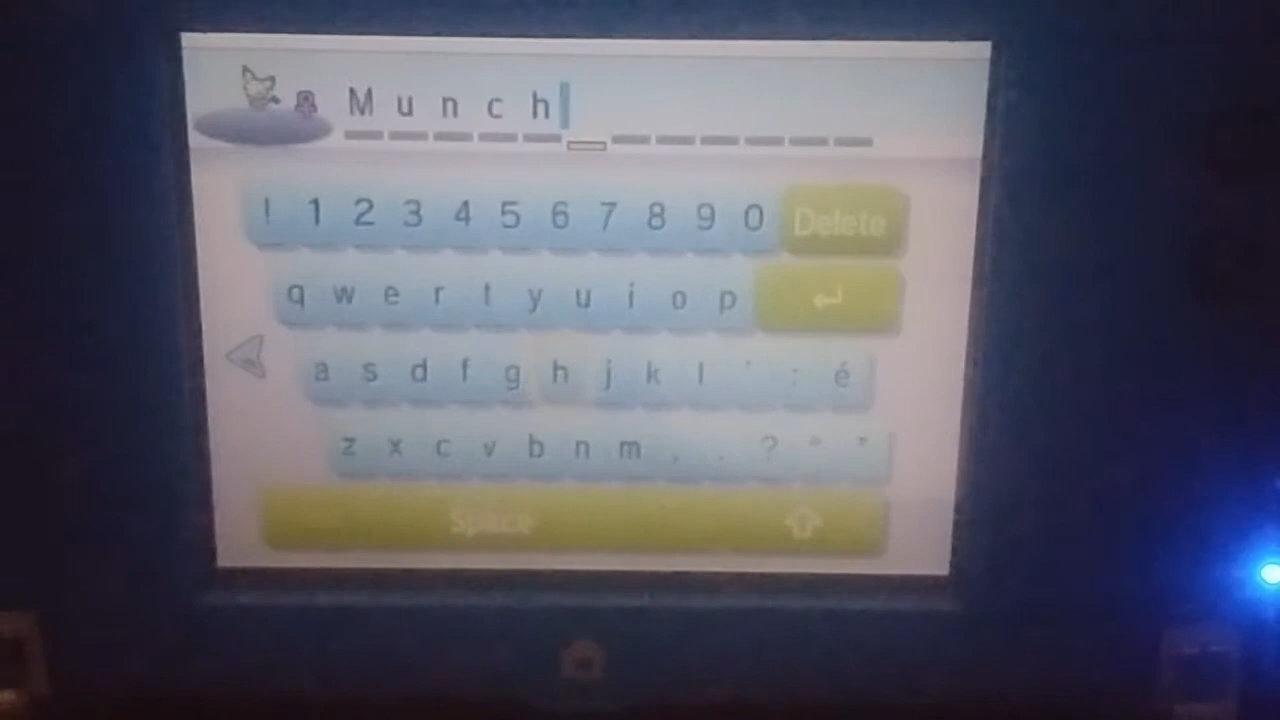 Munch
! 1 2 3 4 5 6 7 8 9 0 Delete
q w e r t y u i o p
a s d f g h j k l ' : é
z x c v b n m , . ? " "
Space